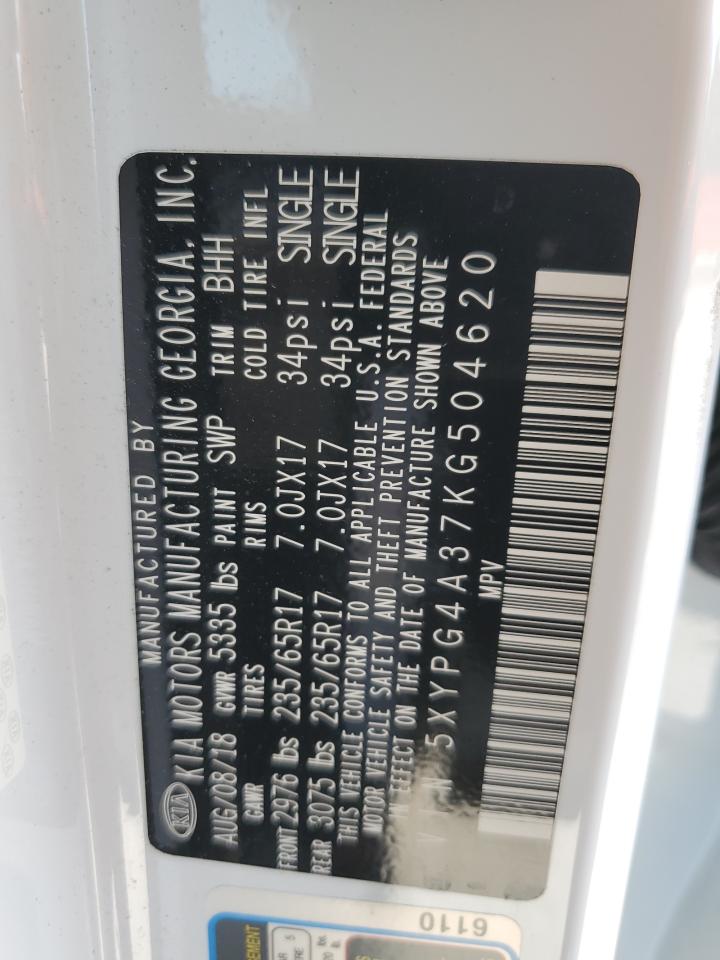 MANUFACTURED BY
KIA KIA MOTORS MANUFACTURING GEORGIA, INC.
AUG/08/18 GVWR 5335 lbs PAINT SWP TRIM BHH
GAWR TIRES RIMS COLD TIRE INFL
FRONT 2976 lbs 235/65R17 7.0JX17 34psi SINGLE
REAR 3075 lbs 235/65R17 7.0JX17 34psi SINGLE
THIS VEHICLE CONFORMS TO ALL APPLICABLE U.S.A. FEDERAL
MOTOR VEHICLE SAFETY AND THEFT PREVENTION STANDARDS
IN EFFECT ON THE DATE OF MANUFACTURE SHOWN ABOVE
5XYPG4A37KG504620
MPV
6110